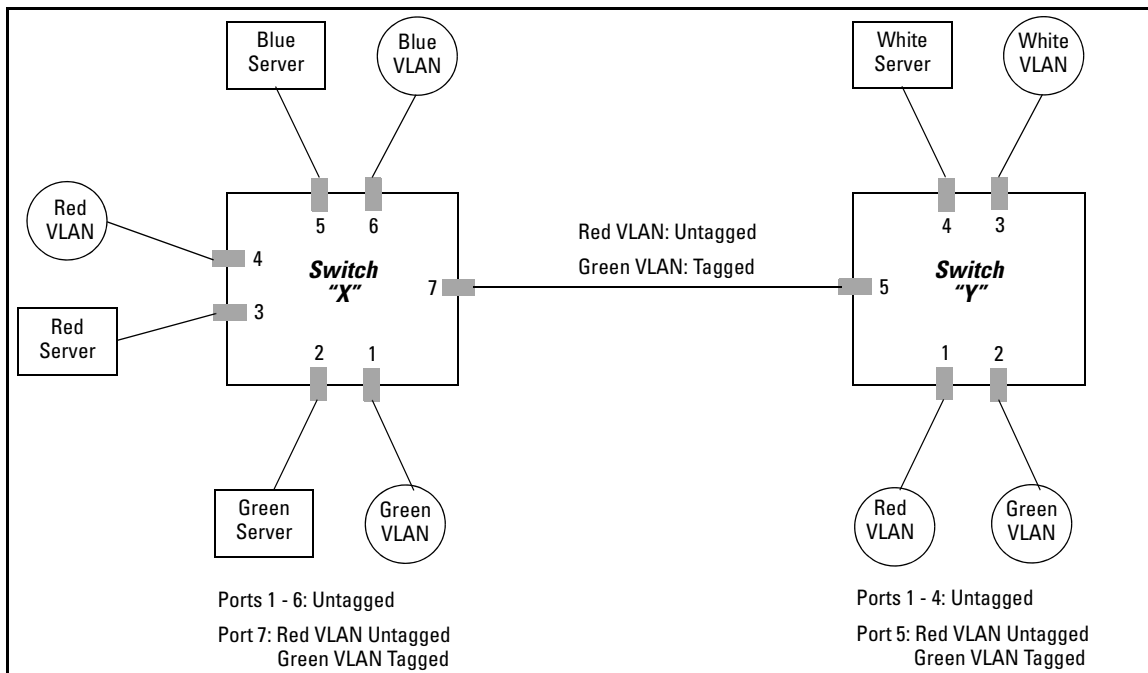 Blue
Server
Blue
VLAN
White
Server
White
VLAN
Red
VLAN
Red
Server
5
6
4
3
2
1
7
Switch
“X”
Red VLAN: Untagged
Green VLAN: Tagged
4
3
5
Switch
“Y”
1
2
Green
Server
Green
VLAN
Red
VLAN
Green
VLAN
Ports 1 - 6: Untagged
Port 7: Red VLAN Untagged
Green VLAN Tagged
Ports 1 - 4: Untagged
Port 5: Red VLAN Untagged
Green VLAN Tagged